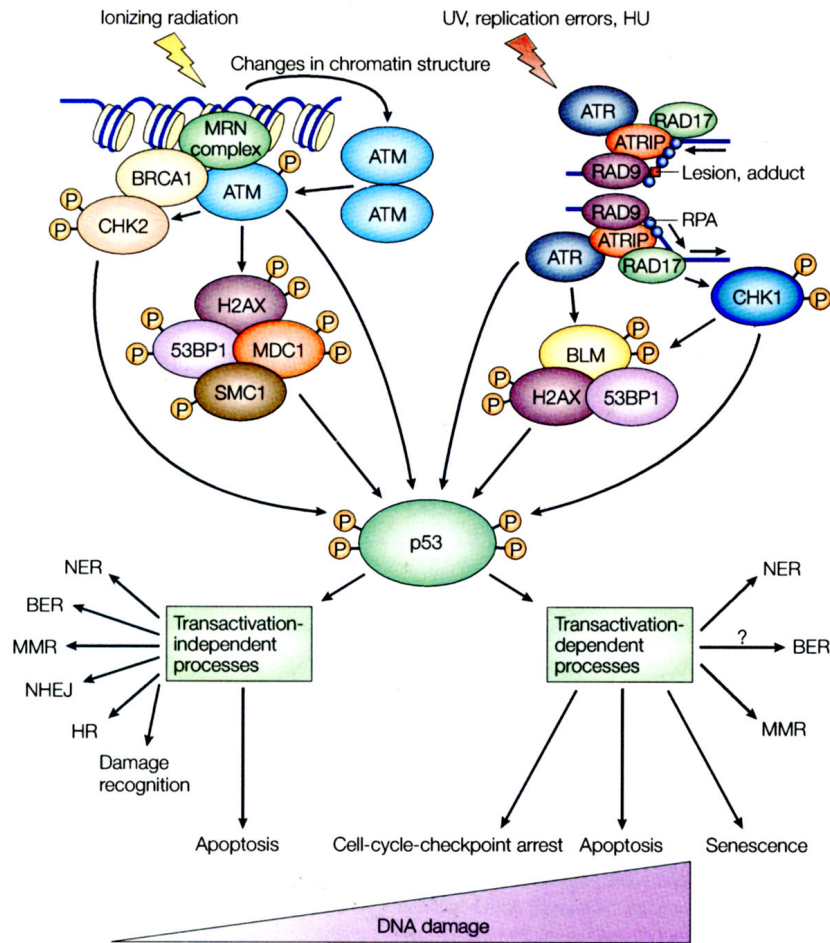 Ionizing radiation
UV, replication errors, HU
Changes in chromatin structure
MRN
complex
BRCA1
ATM
P
ATM
ATM
CHK2
P
P
ATR
RAD17
ATRIP
RAD9
Lesion, adduct
RAD9
RPA
ATRIP
ATR
RAD17
CHK1
P
P
H2AX
P
P
53BP1
P
MDC1
P
P
SMC1
P
BLM
P
P
H2AX
P
P
53BP1
p53
P
P
P
P
NER
BER
MMR
NHEJ
HR
Damage
recognition
Transactivation-
independent
processes
Transactivation-
dependent
processes
NER
?
BER
MMR
Apoptosis
Cell-cycle-checkpoint arrest
Apoptosis
Senescence
DNA damage